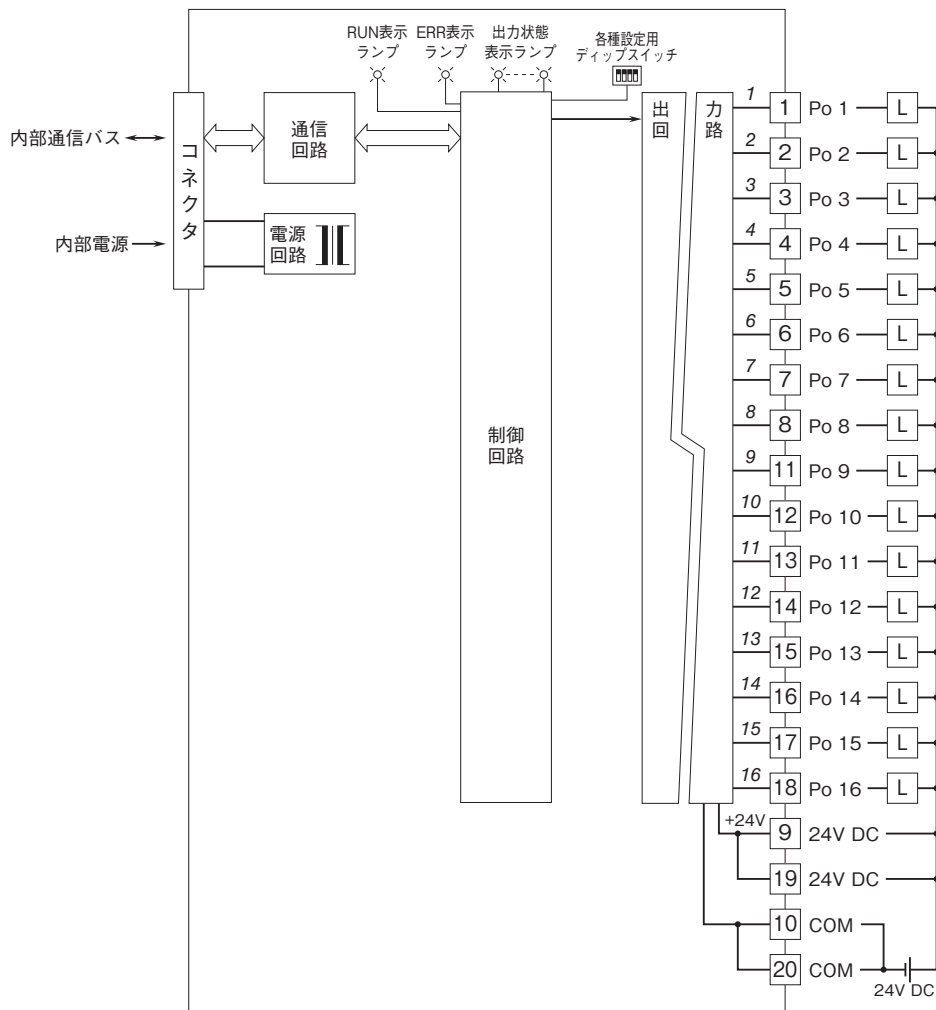 RUN表示
ランプ
ERR表示
ランプ
出力状態
表示ランプ
各種設定用
ディップスイッチ
内部通信バス
コネクタ
通信
回路
内部電源
電源
回路
制御
回路
出力
回路
1 1 Po 1 L
2 2 Po 2 L
3 3 Po 3 L
4 4 Po 4 L
5 5 Po 5 L
6 6 Po 6 L
7 7 Po 7 L
8 8 Po 8 L
9 11 Po 9 L
10 12 Po 10 L
11 13 Po 11 L
12 14 Po 12 L
13 15 Po 13 L
14 16 Po 14 L
15 17 Po 15 L
16 18 Po 16 L
+24V 9 24V DC
19 24V DC
10 COM
20 COM
24V DC